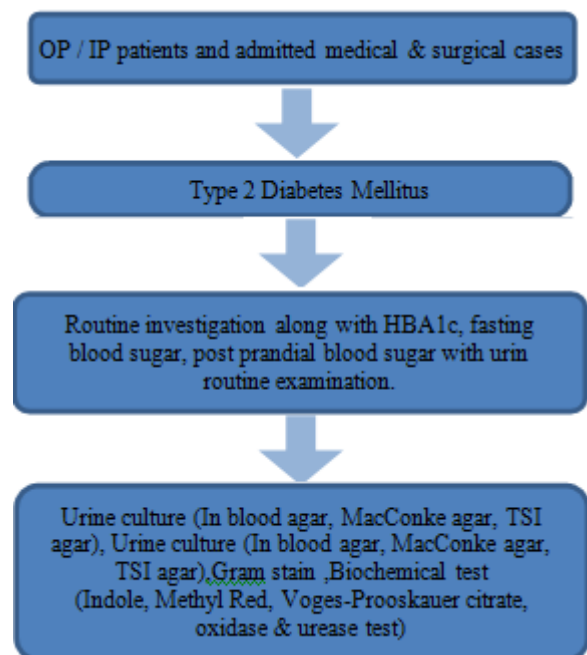 OP / IP patients and admitted medical & surgical cases
Type 2 Diabetes Mellitus
Routine investigation along with HBA1c, fasting
blood sugar, post prandial blood sugar with urin
routine examination.
Urine culture (In blood agar, MacConke agar, TSI
agar), Urine culture (In blood agar, MacConke agar,
TSI agar),Gram stain ,Biochemical test
(Indole, Methyl Red, Voges-Prooskauer citrate,
oxidase & urease test)